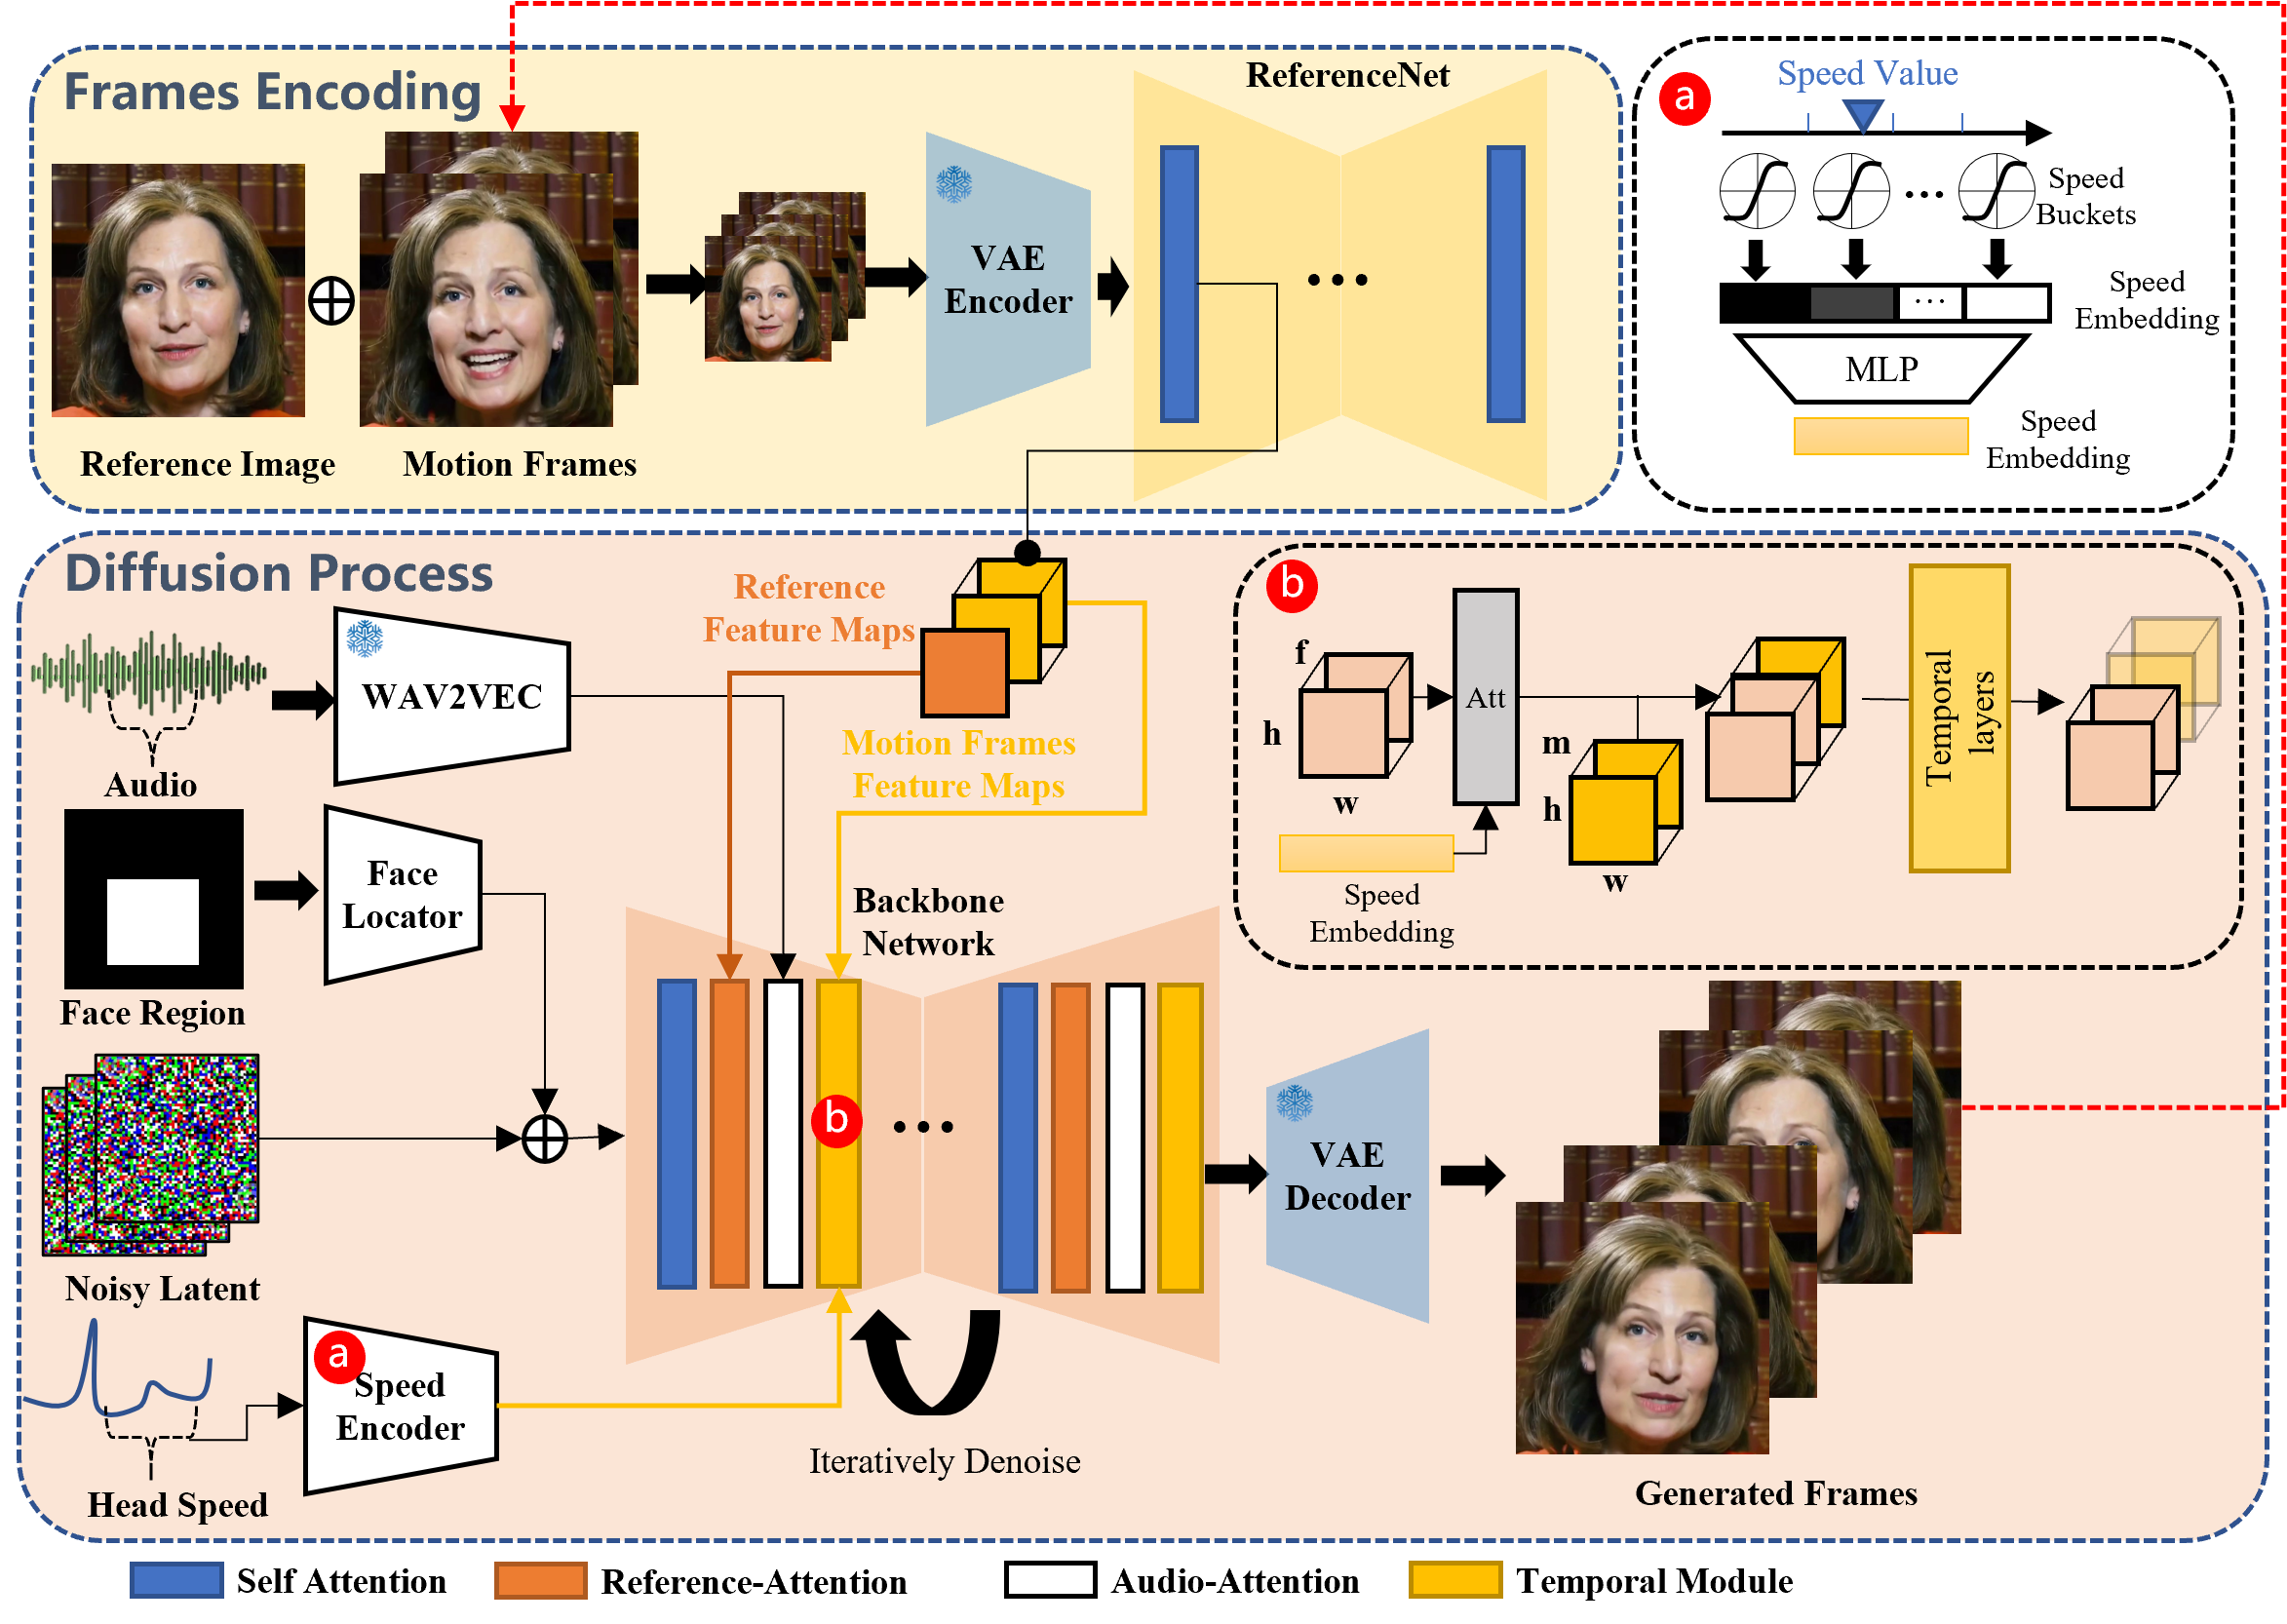 Frames Encoding
ReferenceNet
VAE
Encoder
Reference Image
Motion Frames
a
Speed Value
Speed
Buckets
...
Speed
Embedding
MLP
Speed
Embedding
Diffusion Process
Audio
WAV2VEC
Reference
Feature Maps
Motion Frames
Feature Maps
Face Region
Face
Locator
Backbone
Network
b
f
h
w
Att
m
h
w
Temporal
layers
Speed
Embedding
Noisy Latent
b
...
VAE
Decoder
Head Speed
a
Speed
Encoder
Iteratively Denoise
Generated Frames
Self Attention
Reference-Attention
Audio-Attention
Temporal Module